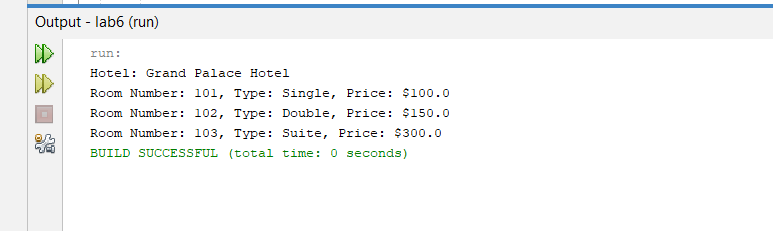 Output - lab6 (run)
run:
Hotel: Grand Palace Hotel
Room Number: 101, Type: Single, Price: $100.0
Room Number: 102, Type: Double, Price: $150.0
Room Number: 103, Type: Suite, Price: $300.0
BUILD SUCCESSFUL (total time: 0 seconds)